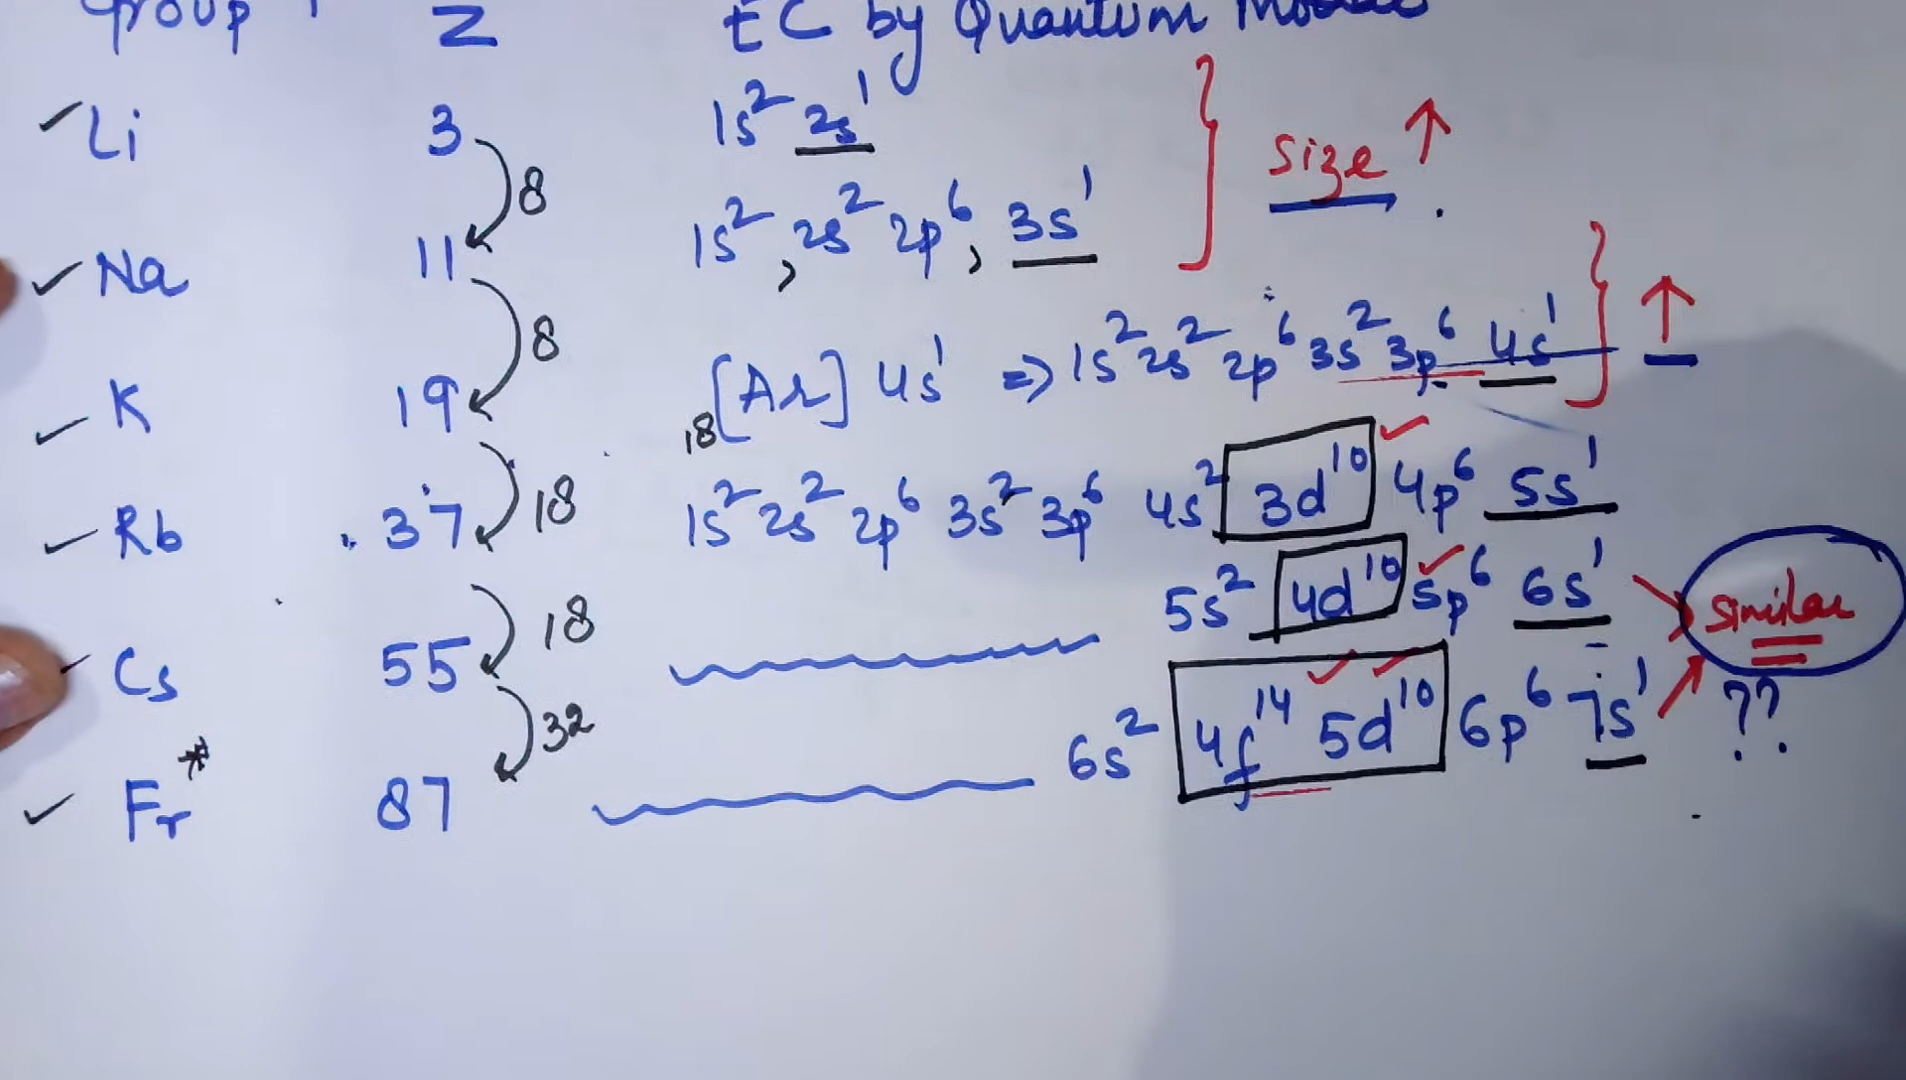 Group 1 Z EC by Quantum Model
Li 3 1s² 2s¹ size ↑
8
Na 11 1s², 2s² 2p⁶, 3s¹
8
K 19 ₁₈[Ar] 4s¹ ⇒ 1s² 2s² 2p⁶ 3s² 3p⁶ 4s¹ ↑
18
Rb 37 1s² 2s² 2p⁶ 3s² 3p⁶ 4s² 3d¹⁰ 4p⁶ 5s¹
18
Cs 55 5s² 4d¹⁰ 5p⁶ 6s¹ similar
32
Fr* 87 6s² 4f¹⁴ 5d¹⁰ 6p⁶ 7s¹ ??